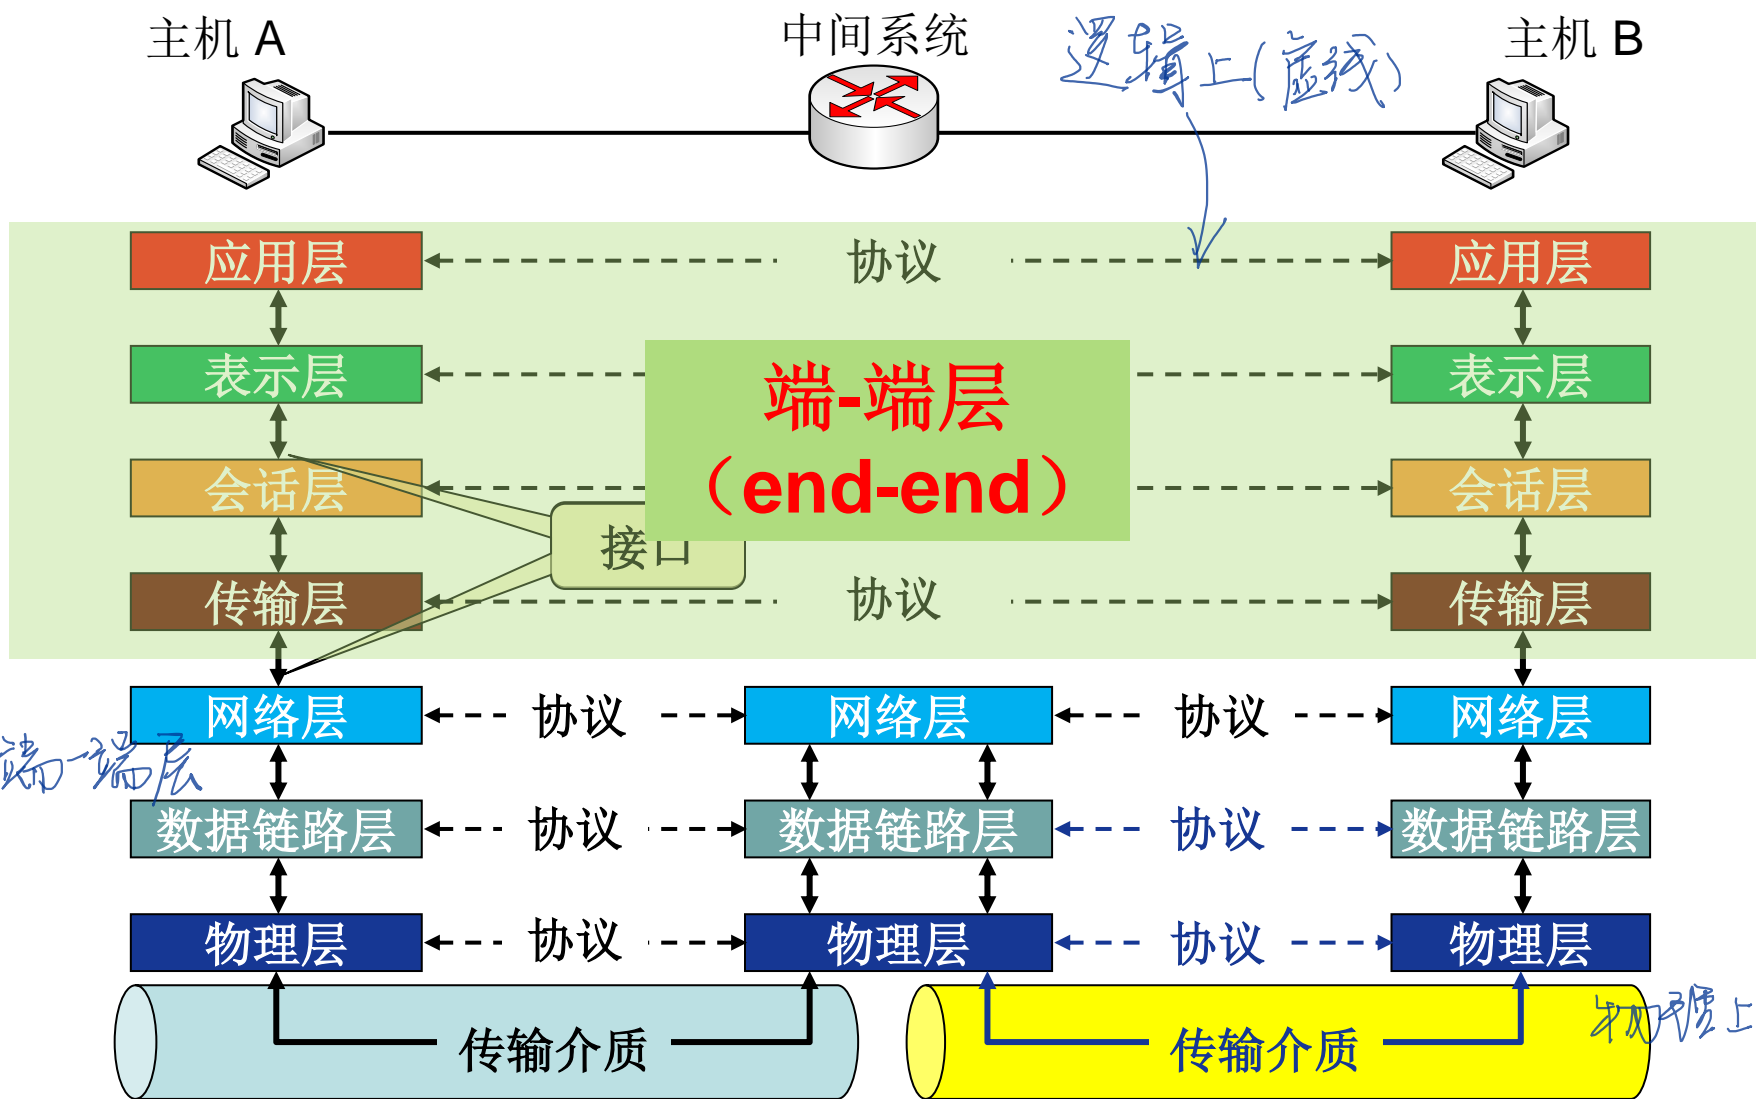 主机 A
中间系统
逻辑上(虚线)
主机 B
应用层
协议
应用层
表示层
端-端层
表示层
会话层
（end-end）
会话层
接口
传输层
协议
传输层
网络层
协议
网络层
协议
网络层
端-端层
数据链路层
协议
数据链路层
协议
数据链路层
物理层
协议
物理层
协议
物理层
物理上
传输介质
传输介质